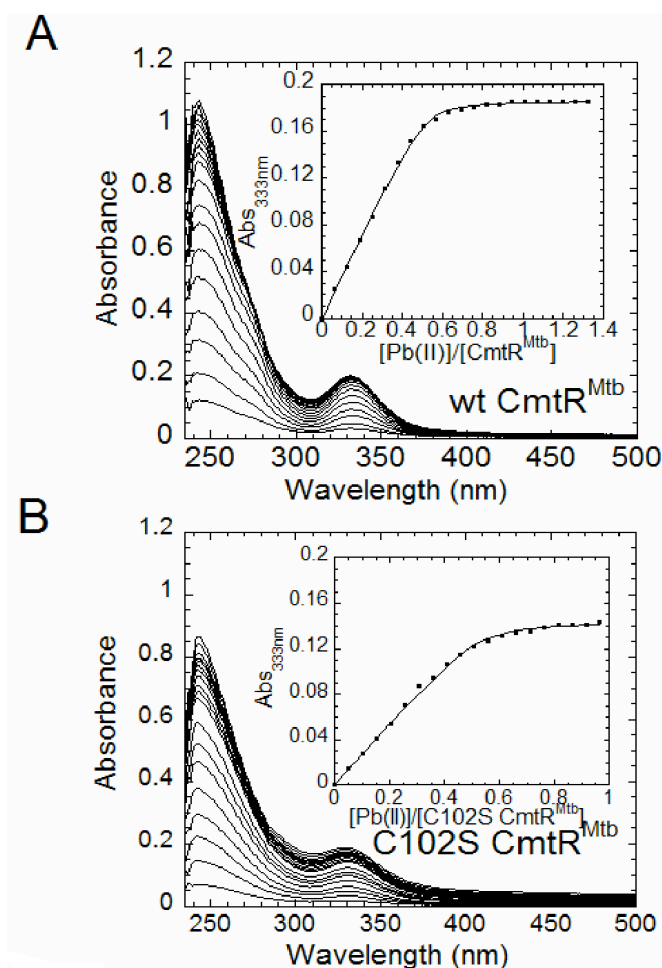 A
1.2
1
0.8
0.6
0.4
0.2
0
Absorbance
250 300 350 400 450 500
Wavelength (nm)
0.2
0.16
0.12
0.08
0.04
0
Abs333nm
0 0.2 0.4 0.6 0.8 1 1.2 1.4
[Pb(II)]/[CmtRMtb]
wt CmtRMtb
B
1.2
1
0.8
0.6
0.4
0.2
0
Absorbance
250 300 350 400 450 500
Wavelength (nm)
0.2
0.16
0.12
0.08
0.04
0
Abs333nm
0 0.2 0.4 0.6 0.8 1
[Pb(II)]/[C102S CmtRMtb]
C102S CmtRMtb